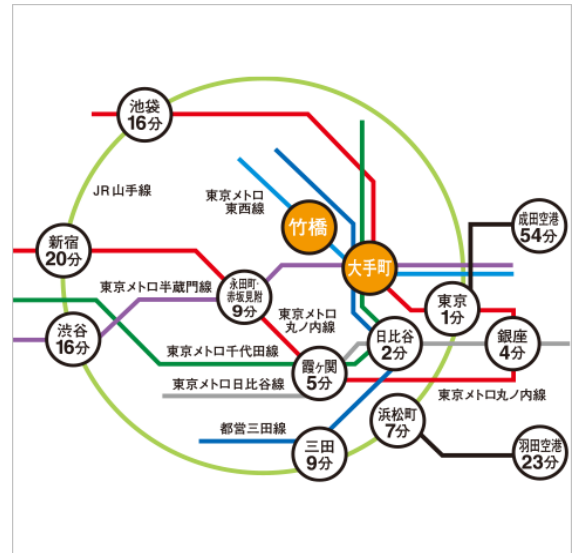 池袋
16分
JR山手線
東京メトロ
東西線
竹橋
成田空港
54分
新宿
20分
大手町
東京メトロ半蔵門線
永田町・
赤坂見附
9分
東京メトロ
丸ノ内線
東京
1分
渋谷
16分
日比谷
2分
銀座
4分
東京メトロ千代田線
霞ヶ関
5分
東京メトロ日比谷線
東京メトロ丸ノ内線
浜松町
7分
都営三田線
三田
9分
羽田空港
23分